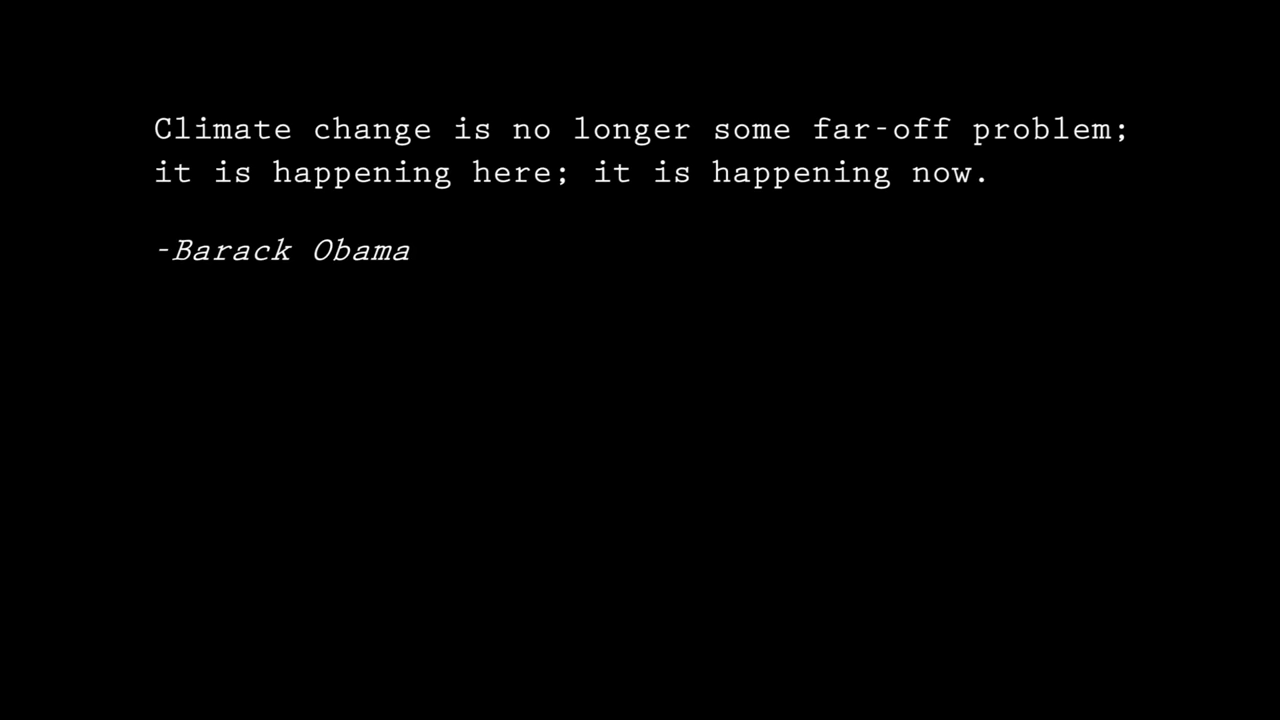 Climate change is no longer some far-off problem;
it is happening here; it is happening now.
-Barack Obama